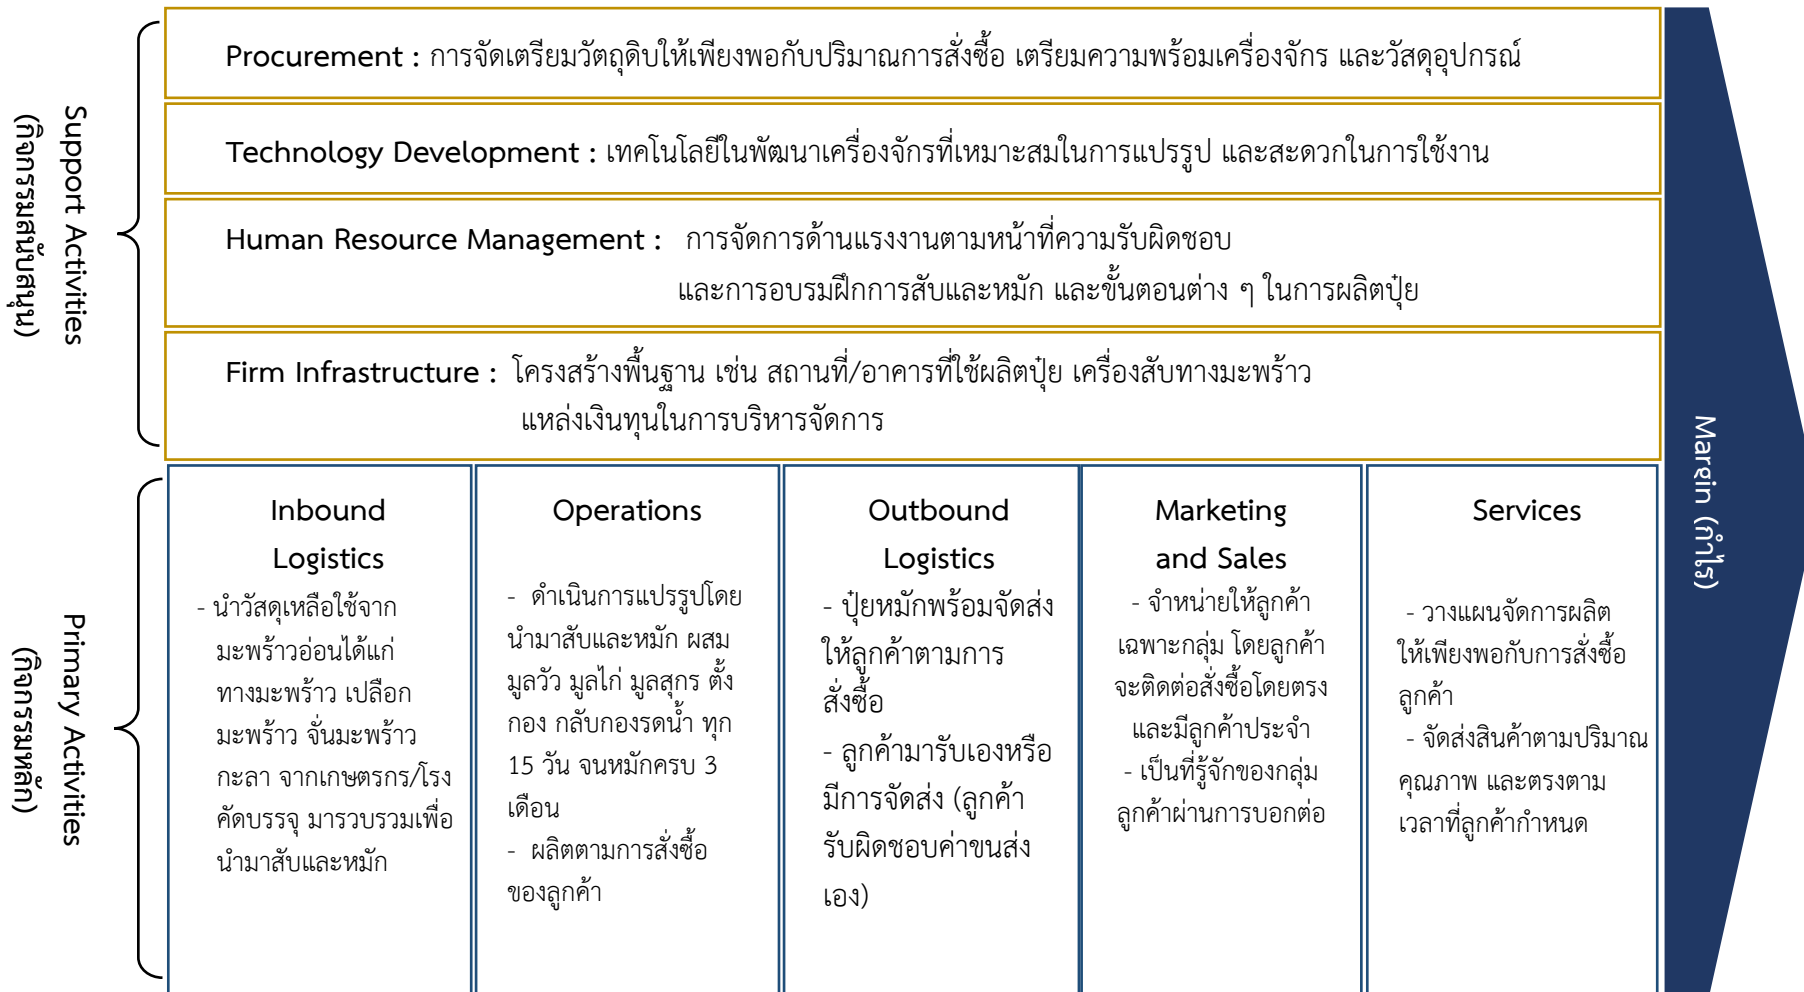 Support Activities
(กิจกรรมสนับสนุน)
Procurement : การจัดเตรียมวัตถุดิบให้เพียงพอกับปริมาณการสั่งซื้อ เตรียมความพร้อมเครื่องจักร และวัสดุอุปกรณ์
Technology Development : เทคโนโลยีในพัฒนาเครื่องจักรที่เหมาะสมในการแปรรูป และสะดวกในการใช้งาน
Human Resource Management : การจัดการด้านแรงงานตามหน้าที่ความรับผิดชอบ
และการอบรมฝึกการสับและหมัก และขั้นตอนต่าง ๆ ในการผลิตปุ๋ย
Firm Infrastructure : โครงสร้างพื้นฐาน เช่น สถานที่/อาคารที่ใช้ผลิตปุ๋ย เครื่องสับทางมะพร้าว
แหล่งเงินทุนในการบริหารจัดการ
Primary Activities
(กิจกรรมหลัก)
Inbound
Logistics
- นำวัสดุเหลือใช้จาก
มะพร้าวอ่อนได้แก่
ทางมะพร้าว เปลือก
มะพร้าว จั่นมะพร้าว
กะลา จากเกษตรกร/โรง
คัดบรรจุ มารวบรวมเพื่อ
นำมาสับและหมัก
Operations
- ดำเนินการแปรรูปโดย
นำมาสับและหมัก ผสม
มูลวัว มูลไก่ มูลสุกร ตั้ง
กอง กลับกองรดน้ำ ทุก
15 วัน จนหมักครบ 3
เดือน
- ผลิตตามการสั่งซื้อ
ของลูกค้า
Outbound
Logistics
- ปุ๋ยหมักพร้อมจัดส่ง
ให้ลูกค้าตามการ
สั่งซื้อ
- ลูกค้ามารับเองหรือ
มีการจัดส่ง (ลูกค้า
รับผิดชอบค่าขนส่ง
เอง)
Marketing
and Sales
- จำหน่ายให้ลูกค้า
เฉพาะกลุ่ม โดยลูกค้า
จะติดต่อสั่งซื้อโดยตรง
และมีลูกค้าประจำ
- เป็นที่รู้จักของกลุ่ม
ลูกค้าผ่านการบอกต่อ
Services
- วางแผนจัดการผลิต
ให้เพียงพอกับการสั่งซื้อ
ลูกค้า
- จัดส่งสินค้าตามปริมาณ
คุณภาพ และตรงตาม
เวลาที่ลูกค้ากำหนด
Margin (กำไร)